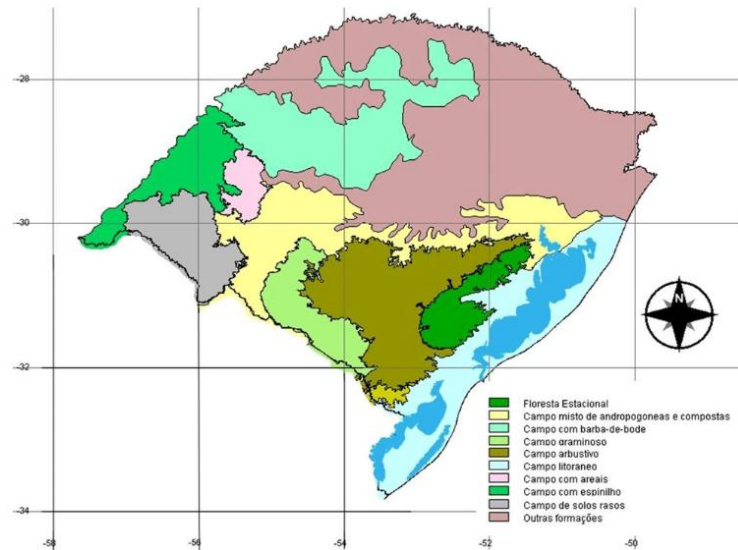 -28
-30
-32
-34
N
Floresta Estacional
Campo misto de andropogoneas e compostas
Campo com barba-de-bode
Campo graminoso
Campo arbustivo
Campo litoraneo
Campo com areais
Campo com espinilho
Campo de solos rasos
Outras formações
-58
-56
-54
-52
-50